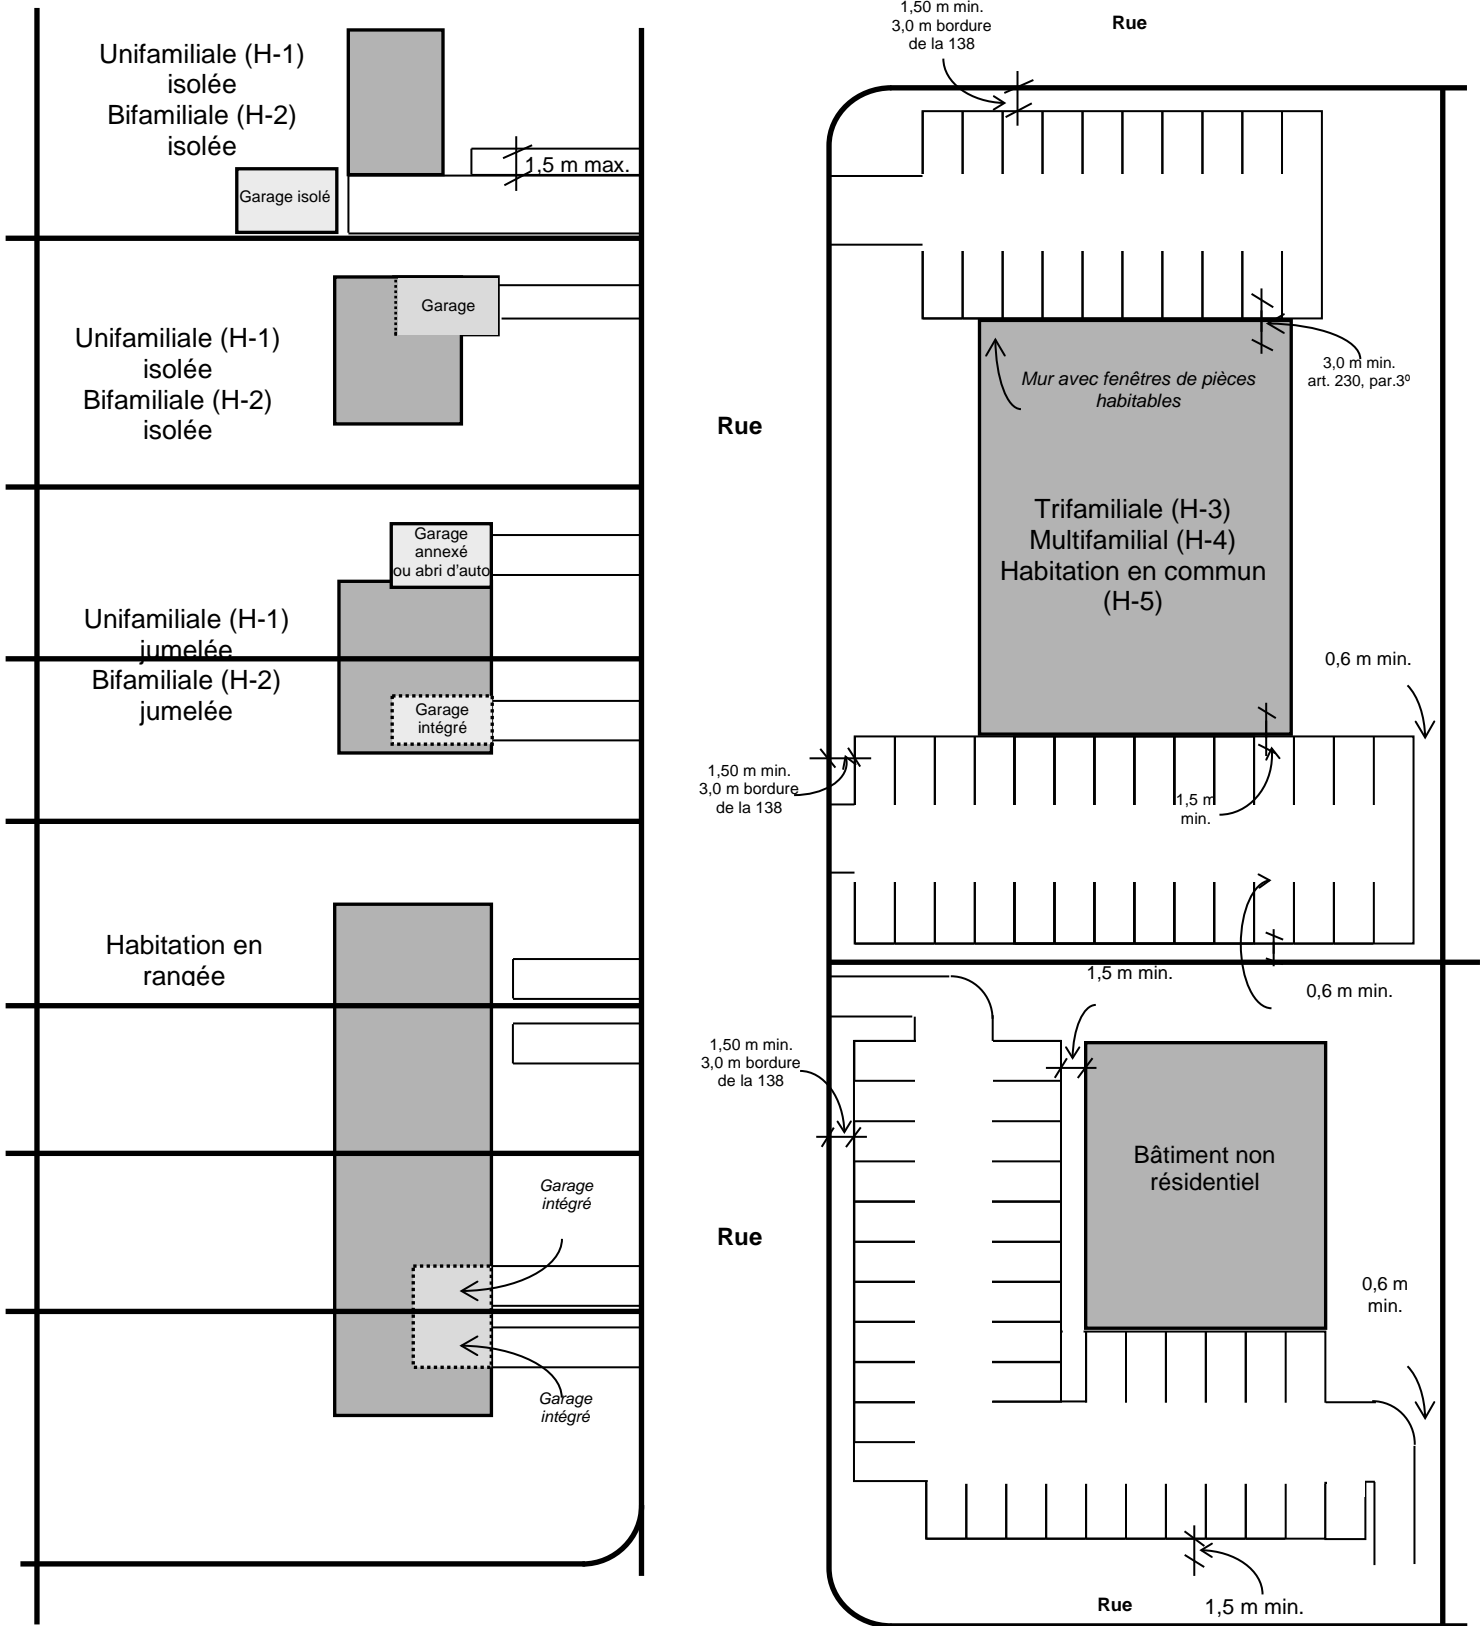 Unifamiliale (H-1)
isolée
Bifamiliale (H-2)
isolée
Garage isolé
1,5 m max.
Unifamiliale (H-1)
isolée
Bifamiliale (H-2)
isolée
Garage
Garage
annexé
ou abri d'auto
Unifamiliale (H-1)
jumelée
Bifamiliale (H-2)
jumelée
Garage
intégré
Habitation en
rangée
Garage
intégré
Garage
intégré
1,50 m min.
3,0 m bordure
de la 138
Rue
3,0 m min.
art. 230, par.3º
Mur avec fenêtres de pièces
habitables
Rue
Trifamiliale (H-3)
Multifamilial (H-4)
Habitation en commun
(H-5)
0,6 m min.
1,50 m min.
3,0 m bordure
de la 138
1,5 m
min.
1,5 m min.
0,6 m min.
1,50 m min.
3,0 m bordure
de la 138
Bâtiment non
résidentiel
Rue
0,6 m
min.
Rue
1,5 m min.